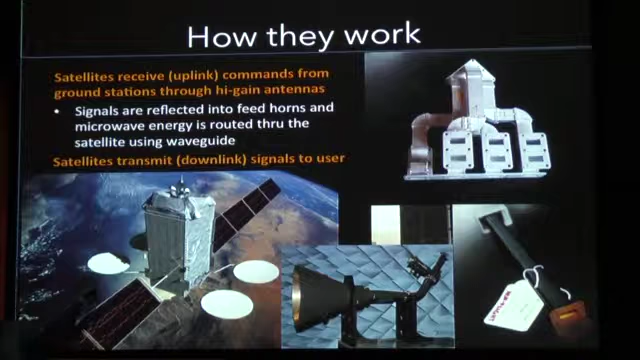 How they work
Satellites receive (uplink) commands from
ground stations through hi-gain antennas
• Signals are reflected into feed horns and
microwave energy is routed thru the
satellite using waveguide
Satellites transmit (downlink) signals to user